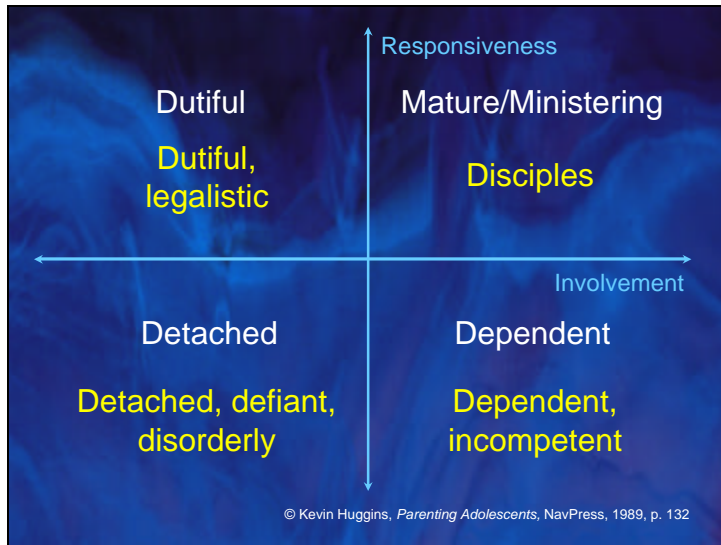 Responsiveness
Dutiful
Mature/Ministering
Dutiful,
legalistic
Disciples
Involvement
Detached
Dependent
Detached, defiant,
disorderly
Dependent,
incompetent
© Kevin Huggins, Parenting Adolescents, NavPress, 1989, p. 132